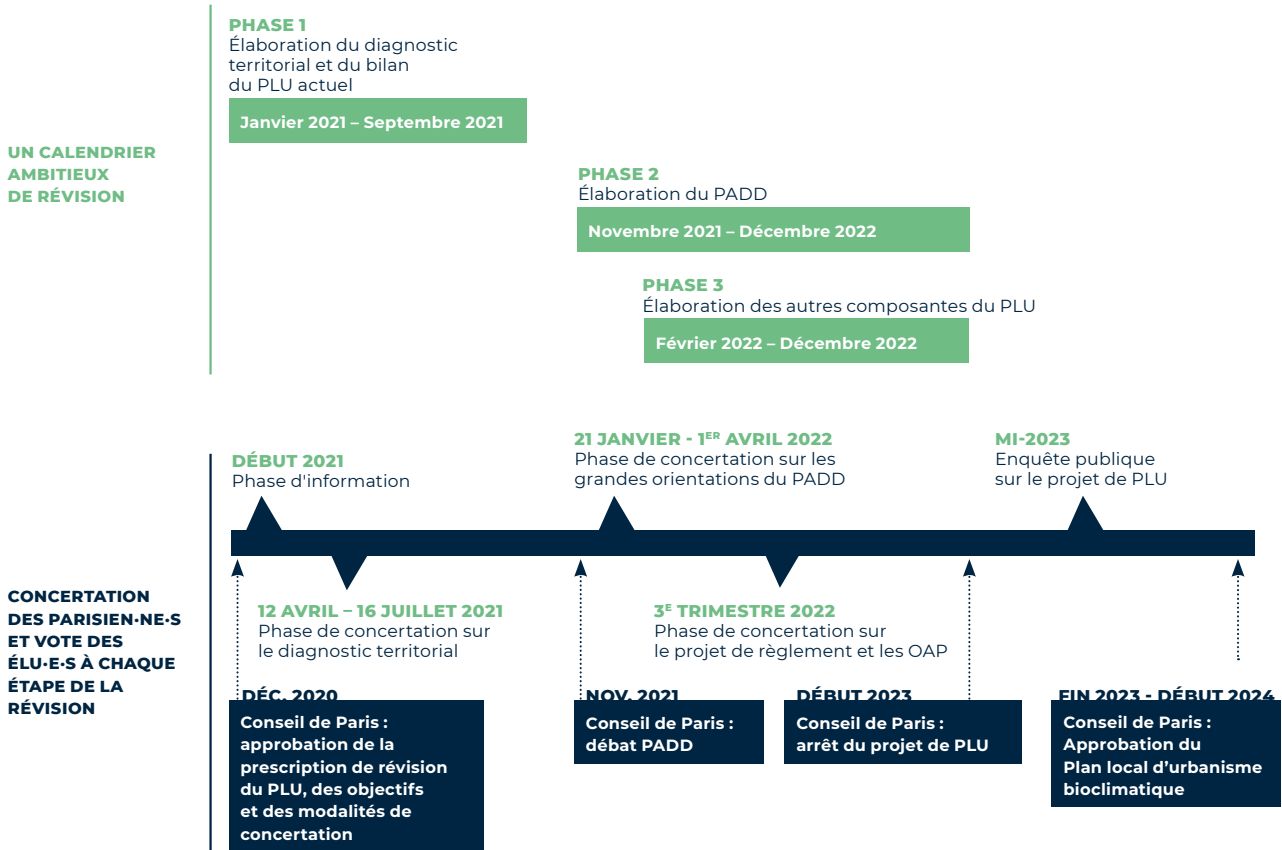 UN CALENDRIER
AMBITIEUX
DE RÉVISION
PHASE 1
Élaboration du diagnostic
territorial et du bilan
du PLU actuel
Janvier 2021 – Septembre 2021
PHASE 2
Élaboration du PADD
Novembre 2021 – Décembre 2022
PHASE 3
Élaboration des autres composantes du PLU
Février 2022 – Décembre 2022
CONCERTATION
DES PARISIEN·NE·S
ET VOTE DES
ÉLU·E·S À CHAQUE
ÉTAPE DE LA
RÉVISION
DÉBUT 2021
Phase d'information
21 JANVIER - 1ER AVRIL 2022
Phase de concertation sur les
grandes orientations du PADD
MI-2023
Enquête publique
sur le projet de PLU
12 AVRIL – 16 JUILLET 2021
Phase de concertation sur
le diagnostic territorial
3E TRIMESTRE 2022
Phase de concertation sur
le projet de règlement et les OAP
DÉC. 2020
Conseil de Paris :
approbation de la
prescription de révision
du PLU, des objectifs
et des modalités de
concertation
NOV. 2021
Conseil de Paris :
débat PADD
DÉBUT 2023
Conseil de Paris :
arrêt du projet de PLU
FIN 2023 - DÉBUT 2024
Conseil de Paris :
Approbation du
Plan local d’urbanisme
bioclimatique